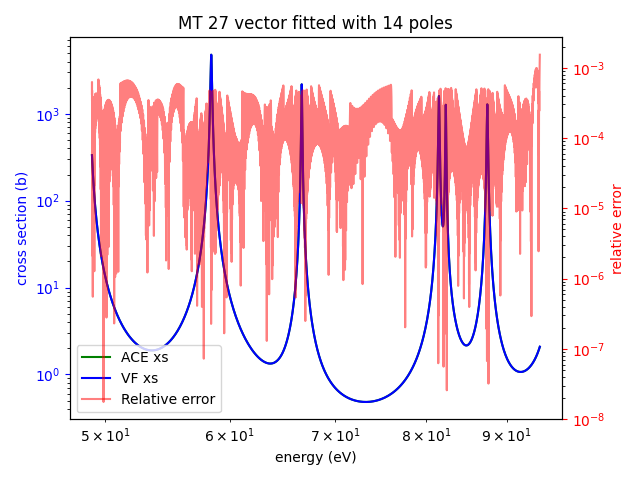 MT 27 vector fitted with 14 poles
cross section (b)
10³
10²
10¹
10⁰
10⁻³
10⁻⁴
10⁻⁵
10⁻⁶
10⁻⁷
10⁻⁸
relative error
ACE xs
VF xs
Relative error
5 × 10¹ 6 × 10¹ 7 × 10¹ 8 × 10¹ 9 × 10¹
energy (eV)